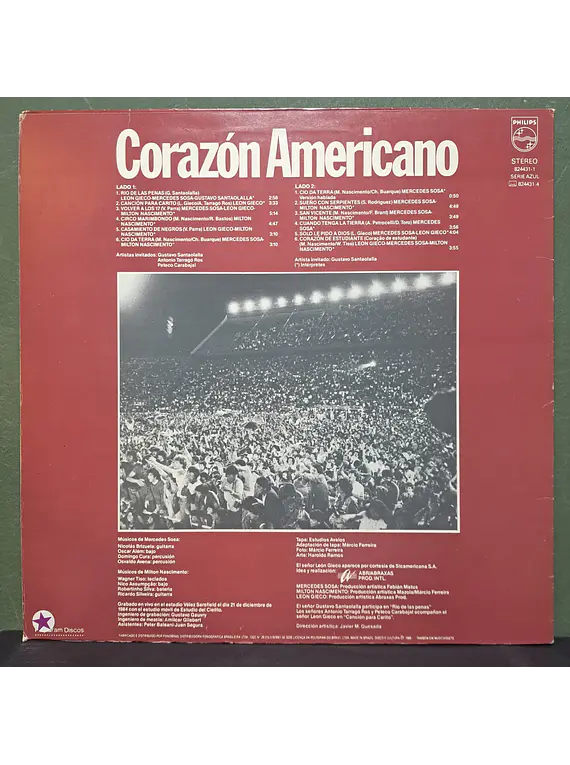 Corazón Americano
PHILIPS
STEREO
824431-1
SERIE AZUL
824431-4
LADO 1:
1. RIO DE LAS PENAS (G. Santaolalla)
LEON GIECO-MERCEDES SOSA-GUSTAVO SANTAOLALLA* 2:58
2. CANCIÓN PARA CARITO (L. Gieco/A. Tarragó Ros) LEON GIECO* 3:33
3. VOLVER A LOS 17 (V. Parra) MERCEDES SOSA-LEON GIECO-
MILTON NASCIMENTO* 5:14
4. CIRCO MARIMBONDO (M. Nascimento/R. Bastos) MILTON
NASCIMENTO* 4:47
5. CASAMIENTO DE NEGROS (V. Parra) LEON GIECO-MILTON
NASCIMENTO* 3:10
6. CIO DA TERRA (M. Nascimento/Ch. Buarque) MERCEDES SOSA-
MILTON NASCIMENTO* 3:10
Artistas invitados: Gustavo Santaolalla
Antonio Tarragó Ros
Peteco Carabajal
LADO 2:
1. CIO DA TERRA (M. Nascimento/Ch. Buarque) MERCEDES SOSA*
Versión hablada 0:50
2. SUEÑO CON SERPIENTES (S. Rodriguez) MERCEDES SOSA-
MILTON NASCIMENTO* 4:48
3. SAN VICENTE (M. Nascimento/F. Brant) MERCEDES SOSA-
MILTON NASCIMENTO* 3:49
4. CUANDO TENGA LA TIERRA (A. Petrocelli/D. Toro) MERCEDES
SOSA* 3:56
5. SOLO LE PIDO A DIOS (L. Gieco) MERCEDES SOSA-LEON GIECO* 4:04
6. CORAZÓN DE ESTUDIANTE (Coração de estudante)
(M. Nascimento/W. Tiso) LEON GIECO-MERCEDES SOSA-MILTON
NASCIMENTO* 3:55
Artista invitado: Gustavo Santaolalla
(*) Intérpretes
Músicos de Mercedes Sosa:
Nicolás Brizuela: guitarra
Oscar Alem: bajo
Domingo Cura: percusión
Osvaldo Avena: percusión
Músicos de Milton Nascimento:
Wagner Tiso: teclados
Nico Assumpção: bajo
Robertinho Silva: batería
Ricardo Silveira: guitarra
Grabado en vivo en el estadio Vélez Sarsfield el día 21 de diciembre de
1984 con el estudio móvil de Estudio del Cielito.
Ingeniero de grabación: Gustavo Gauvry
Ingeniero de mezcla: Amilcar Gilabert
Asistentes: Peter Baleani-Juan Segura
Tapa: Estudios Avalos
Adaptación de tapa: Márcio Ferreira
Foto: Márcio Ferreira
Arte: Haroldo Ramos
El señor León Gieco aparece por cortesía de Sicamericana S.A.
Idea y realización: ABRIABRAXAS
PROD. INTL.
MERCEDES SOSA: Producción artística Fabián Matus
MILTON NASCIMENTO: Producción artística Mazola/Márcio Ferreira
LEON GIECO: Producción artística Abraxas Prod.
El señor Gustavo Santaolalla participa en "Río de las penas"
Los señores Antonio Tarragó Ros y Peteco Carabajal acompañan el
señor León Gieco en "Canción para Carito".
Dirección artística: Javier M. Quesada
am Discos